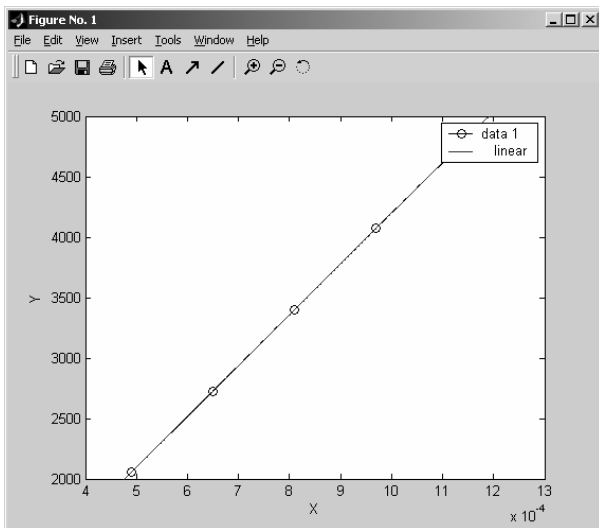 Figure No. 1
File Edit View Insert Tools Window Help
A
5000
4500
4000
3500
3000
2500
2000
Y
data 1
linear
4 5 6 7 8 9 10 11 12 13
X
x 10⁻⁴